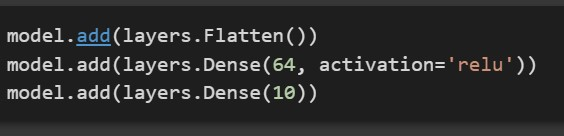 model.add(layers.Flatten())
model.add(layers.Dense(64, activation='relu'))
model.add(layers.Dense(10))